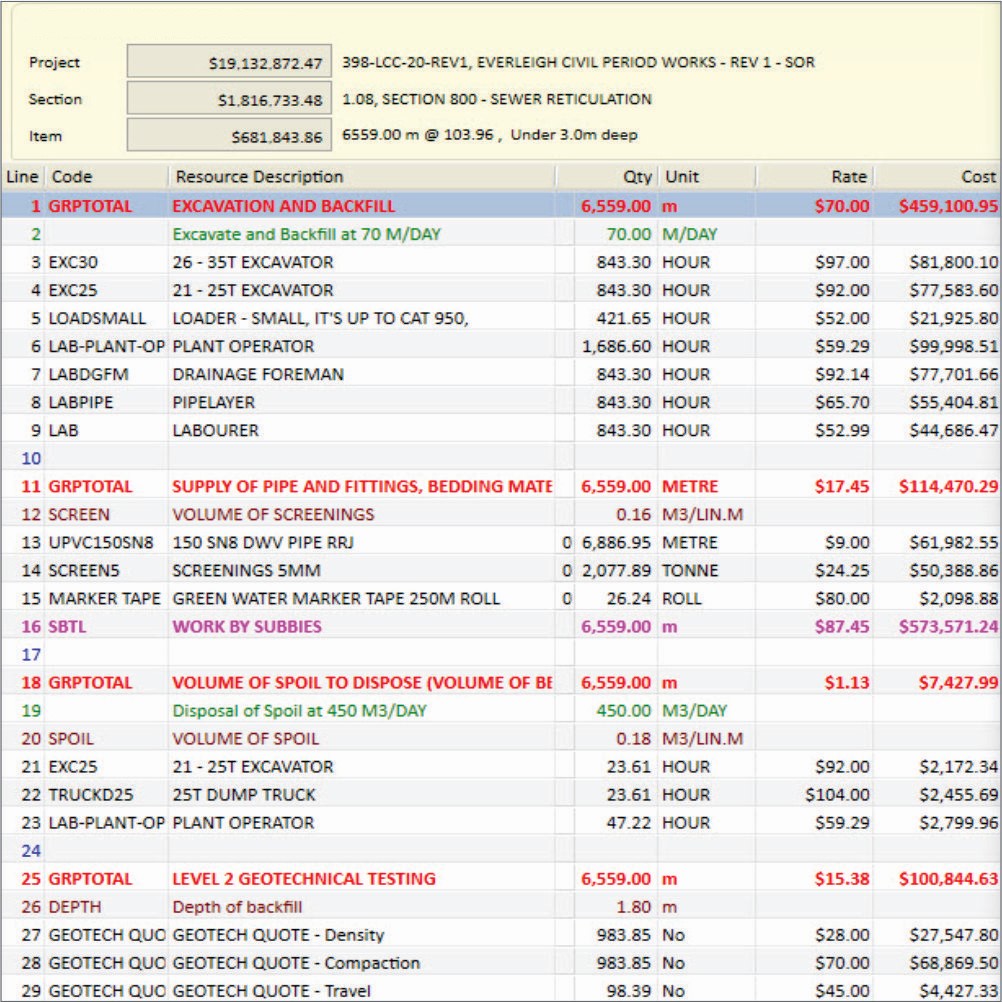 Project $19,132,872.47 398-LCC-20-REV1, EVERLEIGH CIVIL PERIOD WORKS - REV 1 - SOR
Section $1,816,733.48 1.08, SECTION 800 - SEWER RETICULATION
Item $681,843.86 6559.00 m @ 103.96 , Under 3.0m deep
Line Code Resource Description Qty Unit Rate Cost
1 GRPTOTAL EXCAVATION AND BACKFILL 6,559.00 m $70.00 $459,100.95
2 Excavate and Backfill at 70 M/DAY 70.00 M/DAY
3 EXC30 26 - 35T EXCAVATOR 843.30 HOUR $97.00 $81,800.10
4 EXC25 21 - 25T EXCAVATOR 843.30 HOUR $92.00 $77,583.60
5 LOADSMALL LOADER - SMALL, IT'S UP TO CAT 950, 421.65 HOUR $52.00 $21,925.80
6 LAB-PLANT-OP PLANT OPERATOR 1,686.60 HOUR $59.29 $99,998.51
7 LABDGFM DRAINAGE FOREMAN 843.30 HOUR $92.14 $77,701.66
8 LABPIPE PIPELAYER 843.30 HOUR $65.70 $55,404.81
9 LAB LABOURER 843.30 HOUR $52.99 $44,686.47
10
11 GRPTOTAL SUPPLY OF PIPE AND FITTINGS, BEDDING MATE 6,559.00 METRE $17.45 $114,470.29
12 SCREEN VOLUME OF SCREENINGS 0.16 M3/LIN.M
13 UPVC150SN8 150 SN8 DWV PIPE RRJ 0 6,886.95 METRE $9.00 $61,982.55
14 SCREEN5 SCREENINGS 5MM 0 2,077.89 TONNE $24.25 $50,388.86
15 MARKER TAPE GREEN WATER MARKER TAPE 250M ROLL 0 26.24 ROLL $80.00 $2,098.88
16 SBTL WORK BY SUBBIES 6,559.00 m $87.45 $573,571.24
17
18 GRPTOTAL VOLUME OF SPOIL TO DISPOSE (VOLUME OF BE 6,559.00 m $1.13 $7,427.99
19 Disposal of Spoil at 450 M3/DAY 450.00 M3/DAY
20 SPOIL VOLUME OF SPOIL 0.18 M3/LIN.M
21 EXC25 21 - 25T EXCAVATOR 23.61 HOUR $92.00 $2,172.34
22 TRUCKD25 25T DUMP TRUCK 23.61 HOUR $104.00 $2,455.69
23 LAB-PLANT-OP PLANT OPERATOR 47.22 HOUR $59.29 $2,799.96
24
25 GRPTOTAL LEVEL 2 GEOTECHNICAL TESTING 6,559.00 m $15.38 $100,844.63
26 DEPTH Depth of backfill 1.80 m
27 GEOTECH QUO GEOTECH QUOTE - Density 983.85 No $28.00 $27,547.80
28 GEOTECH QUO GEOTECH QUOTE - Compaction 983.85 No $70.00 $68,869.50
29 GEOTECH QUO GEOTECH QUOTE - Travel 98.39 No $45.00 $4,427.33